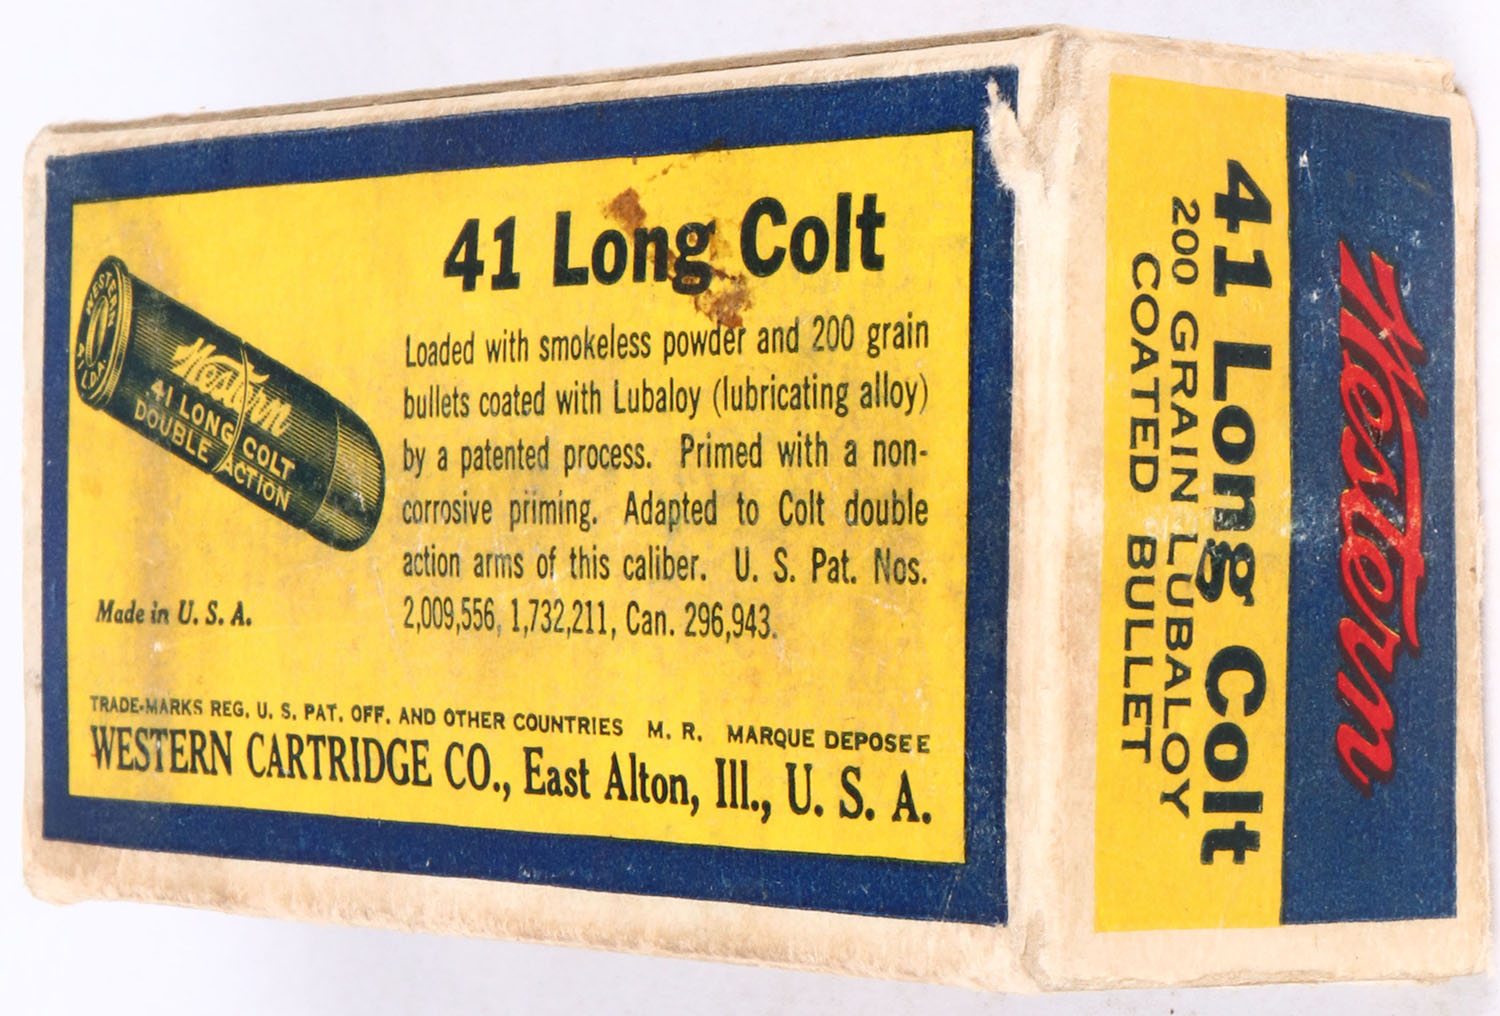 41 Long Colt
Loaded with smokeless powder and 200 grain
bullets coated with Lubaloy (lubricating alloy)
by a patented process. Primed with a non-
corrosive priming. Adapted to Colt double
action arms of this caliber. U. S. Pat. Nos.
2,009,556, 1,732,211, Can. 296,943.
WESTERN
41 L.D.A.
Western
41 LONG COLT
DOUBLE ACTION
Made in U. S. A.
TRADE-MARKS REG. U. S. PAT. OFF. AND OTHER COUNTRIES M. R. MARQUE DEPOSEE
WESTERN CARTRIDGE CO., East Alton, Ill., U. S. A.
Western
41 Long Colt
200 GRAIN LUBALOY
COATED BULLET